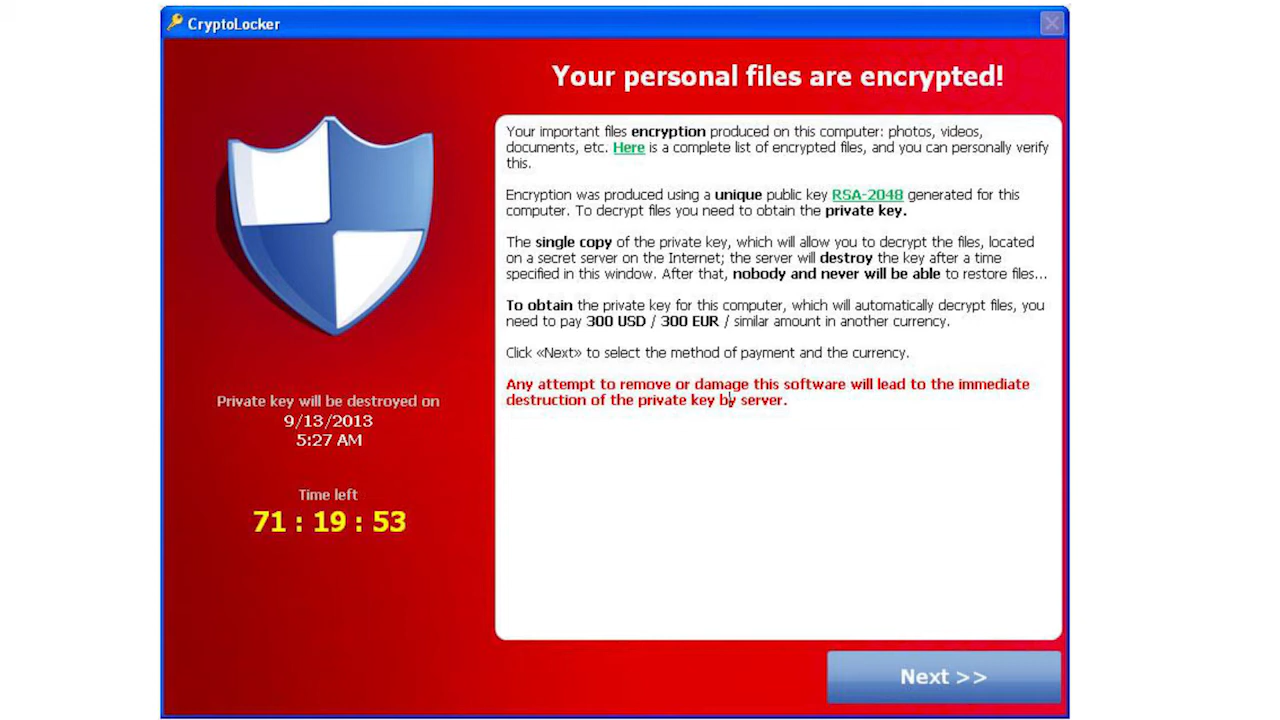 CryptoLocker
Your personal files are encrypted!
Your important files encryption produced on this computer: photos, videos,
documents, etc. Here is a complete list of encrypted files, and you can personally verify
this.
Encryption was produced using a unique public key RSA-2048 generated for this
computer. To decrypt files you need to obtain the private key.
The single copy of the private key, which will allow you to decrypt the files, located
on a secret server on the Internet; the server will destroy the key after a time
specified in this window. After that, nobody and never will be able to restore files...
To obtain the private key for this computer, which will automatically decrypt files, you
need to pay 300 USD / 300 EUR / similar amount in another currency.
Click «Next» to select the method of payment and the currency.
Any attempt to remove or damage this software will lead to the immediate
destruction of the private key by server.
Private key will be destroyed on
9/13/2013
5:27 AM
Time left
71 : 19 : 53
Next >>